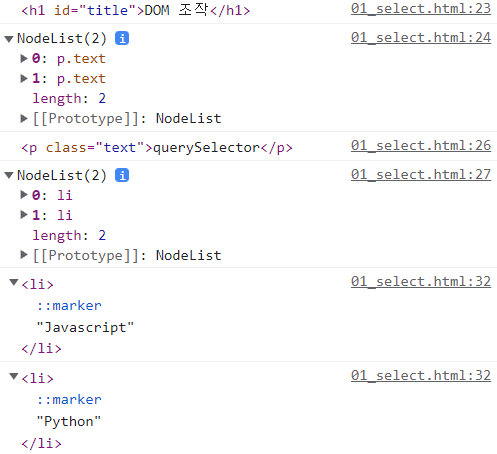 <h1 id="title">DOM 조작</h1> 01_select.html:23
NodeList(2) i 01_select.html:24
0: p.text
1: p.text
length: 2
[[Prototype]]: NodeList
<p class="text">querySelector</p> 01_select.html:26
NodeList(2) i 01_select.html:27
0: li
1: li
length: 2
[[Prototype]]: NodeList
<li> 01_select.html:32
::marker
"Javascript"
</li>
<li> 01_select.html:32
::marker
"Python"
</li>